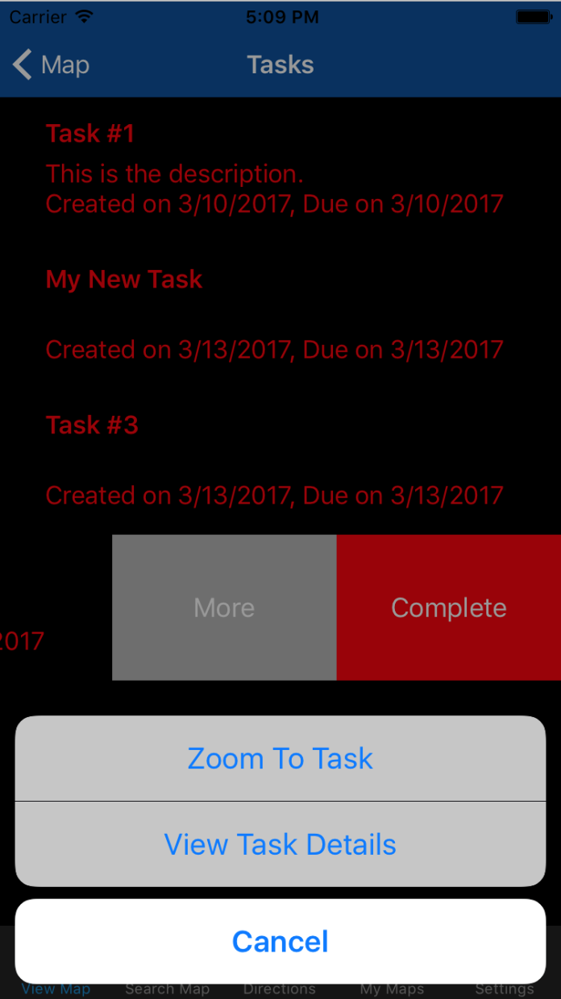 Carrier 5:09 PM
Map Tasks
Task #1
This is the description.
Created on 3/10/2017, Due on 3/10/2017
My New Task
Created on 3/13/2017, Due on 3/13/2017
Task #3
Created on 3/13/2017, Due on 3/13/2017
More Complete
2017
Zoom To Task
View Task Details
Cancel
View Map Search Map Directions My Maps Settings